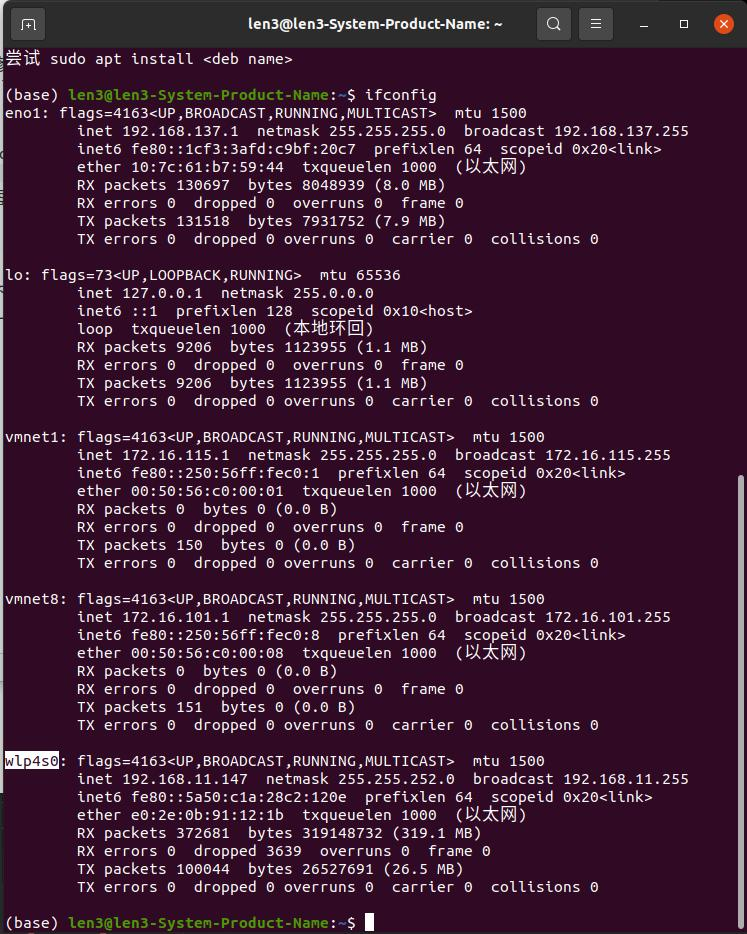 len3@len3-System-Product-Name: ~
尝试 sudo apt install <deb name>
(base) len3@len3-System-Product-Name:~$ ifconfig
eno1: flags=4163<UP,BROADCAST,RUNNING,MULTICAST>  mtu 1500
        inet 192.168.137.1  netmask 255.255.255.0  broadcast 192.168.137.255
        inet6 fe80::1cf3:3afd:c9bf:20c7  prefixlen 64  scopeid 0x20<link>
        ether 10:7c:61:b7:59:44  txqueuelen 1000  (以太网)
        RX packets 130697  bytes 8048939 (8.0 MB)
        RX errors 0  dropped 0  overruns 0  frame 0
        TX packets 131518  bytes 7931752 (7.9 MB)
        TX errors 0  dropped 0 overruns 0  carrier 0  collisions 0
lo: flags=73<UP,LOOPBACK,RUNNING>  mtu 65536
        inet 127.0.0.1  netmask 255.0.0.0
        inet6 ::1  prefixlen 128  scopeid 0x10<host>
        loop  txqueuelen 1000  (本地环回)
        RX packets 9206  bytes 1123955 (1.1 MB)
        RX errors 0  dropped 0  overruns 0  frame 0
        TX packets 9206  bytes 1123955 (1.1 MB)
        TX errors 0  dropped 0 overruns 0  carrier 0  collisions 0
vmnet1: flags=4163<UP,BROADCAST,RUNNING,MULTICAST>  mtu 1500
        inet 172.16.115.1  netmask 255.255.255.0  broadcast 172.16.115.255
        inet6 fe80::250:56ff:fec0:1  prefixlen 64  scopeid 0x20<link>
        ether 00:50:56:c0:00:01  txqueuelen 1000  (以太网)
        RX packets 0  bytes 0 (0.0 B)
        RX errors 0  dropped 0  overruns 0  frame 0
        TX packets 150  bytes 0 (0.0 B)
        TX errors 0  dropped 0 overruns 0  carrier 0  collisions 0
vmnet8: flags=4163<UP,BROADCAST,RUNNING,MULTICAST>  mtu 1500
        inet 172.16.101.1  netmask 255.255.255.0  broadcast 172.16.101.255
        inet6 fe80::250:56ff:fec0:8  prefixlen 64  scopeid 0x20<link>
        ether 00:50:56:c0:00:08  txqueuelen 1000  (以太网)
        RX packets 0  bytes 0 (0.0 B)
        RX errors 0  dropped 0  overruns 0  frame 0
        TX packets 151  bytes 0 (0.0 B)
        TX errors 0  dropped 0 overruns 0  carrier 0  collisions 0
wlp4s0: flags=4163<UP,BROADCAST,RUNNING,MULTICAST>  mtu 1500
        inet 192.168.11.147  netmask 255.255.252.0  broadcast 192.168.11.255
        inet6 fe80::5a50:c1a:28c2:120e  prefixlen 64  scopeid 0x20<link>
        ether e0:2e:0b:91:12:1b  txqueuelen 1000  (以太网)
        RX packets 372681  bytes 319148732 (319.1 MB)
        RX errors 0  dropped 3639  overruns 0  frame 0
        TX packets 100044  bytes 26527691 (26.5 MB)
        TX errors 0  dropped 0 overruns 0  carrier 0  collisions 0
(base) len3@len3-System-Product-Name:~$